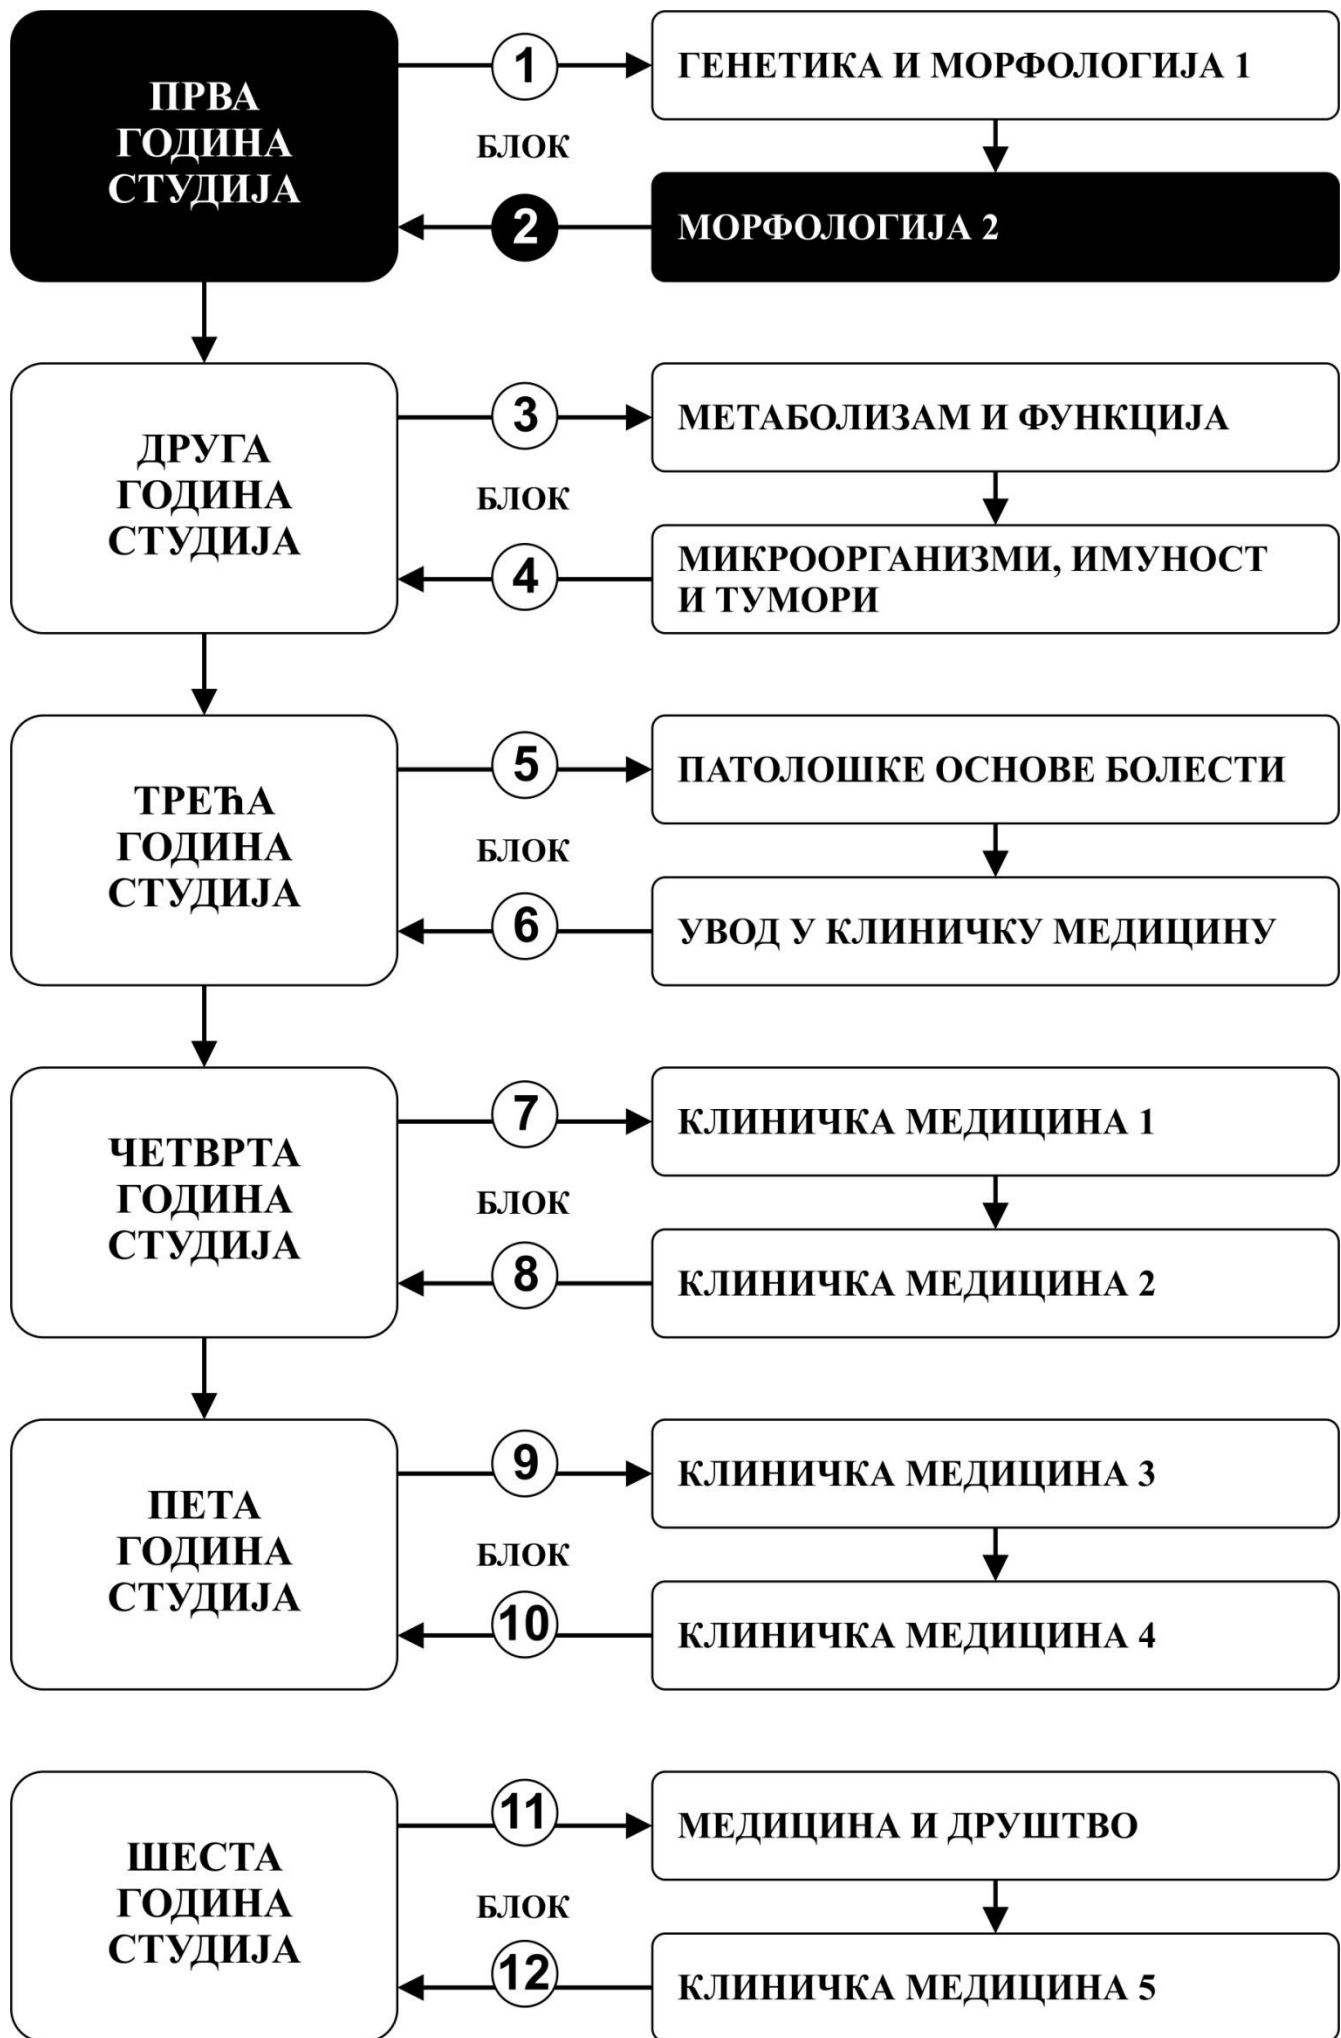 ПРВА
ГОДИНА
СТУДИЈА
1
ГЕНЕТИКА И МОРФОЛОГИЈА 1
БЛОК
2
МОРФОЛОГИЈА 2
ДРУГА
ГОДИНА
СТУДИЈА
3
МЕТАБОЛИЗАМ И ФУНКЦИЈА
БЛОК
4
МИКРООРГАНИЗМИ, ИМУНОСТ
И ТУМОРИ
ТРЕЋА
ГОДИНА
СТУДИЈА
5
ПАТОЛОШКЕ ОСНОВЕ БОЛЕСТИ
БЛОК
6
УВОД У КЛИНИЧКУ МЕДИЦИНУ
ЧЕТВРТА
ГОДИНА
СТУДИЈА
7
КЛИНИЧКА МЕДИЦИНА 1
БЛОК
8
КЛИНИЧКА МЕДИЦИНА 2
ПЕТА
ГОДИНА
СТУДИЈА
9
КЛИНИЧКА МЕДИЦИНА 3
БЛОК
10
КЛИНИЧКА МЕДИЦИНА 4
ШЕСТА
ГОДИНА
СТУДИЈА
11
МЕДИЦИНА И ДРУШТВО
БЛОК
12
КЛИНИЧКА МЕДИЦИНА 5